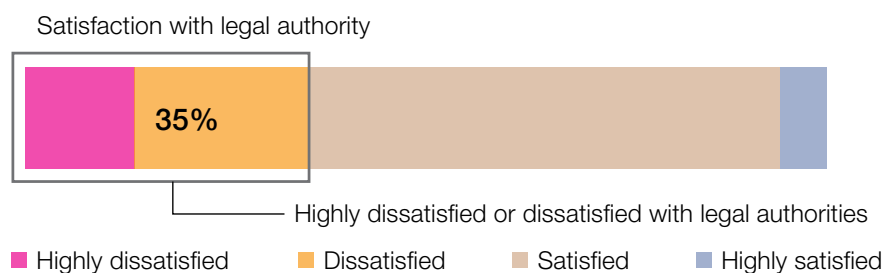 Satisfaction with legal authority
35%
Highly dissatisfied or dissatisfied with legal authorities
Highly dissatisfied
Dissatisfied
Satisfied
Highly satisfied